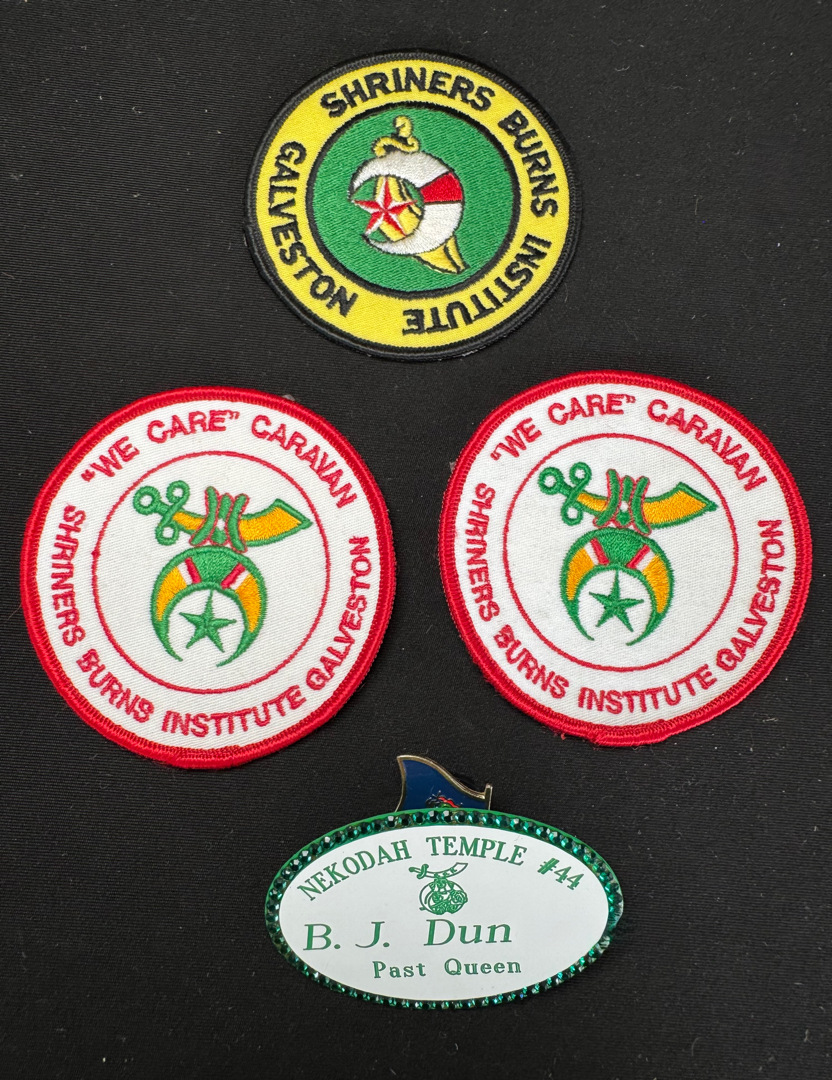 SHRINERS BURNS INSTITUTE
GALVESTON
"WE CARE" CARAVAN
SHRINERS BURNS INSTITUTE GALVESTON
"WE CARE" CARAVAN
SHRINERS BURNS INSTITUTE GALVESTON
NEKODAH TEMPLE #44
B. J. Dun
Past Queen